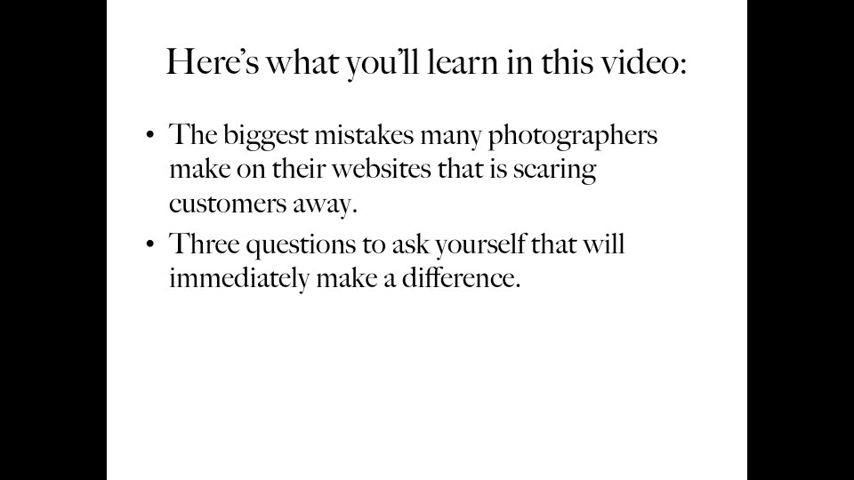 Here’s what you’ll learn in this video:
• The biggest mistakes many photographers
make on their websites that is scaring
customers away.
• Three questions to ask yourself that will
immediately make a difference.